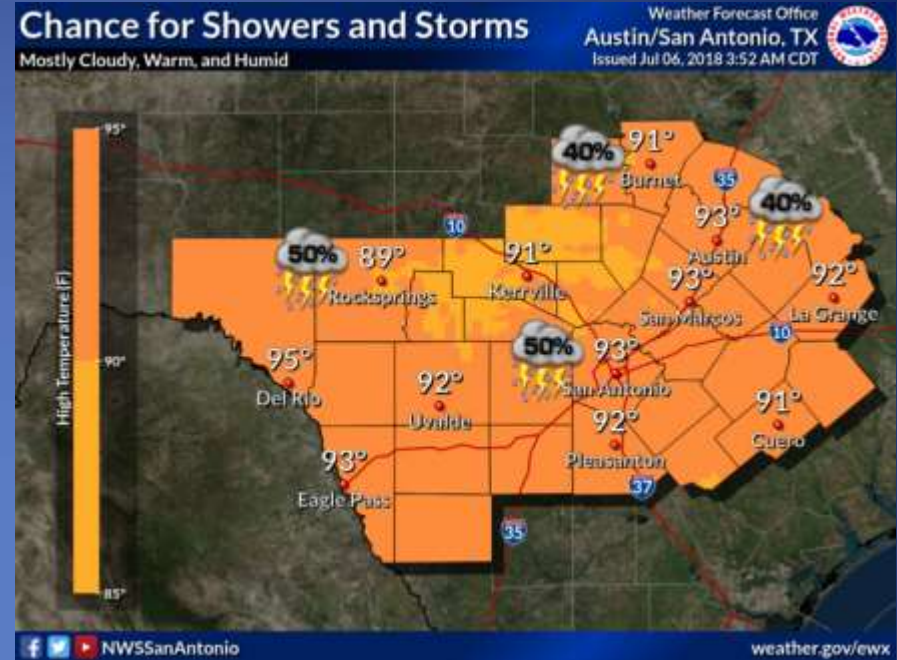 Chance for Showers and Storms
Mostly Cloudy, Warm, and Humid
Weather Forecast Office
Austin/San Antonio, TX
Issued Jul 06, 2018 3:52 AM CDT
High Temperature (F)
95°
90°
85°
40%
91°
Burnet
35
40%
93°
Austin
10
50%
89°
Rocksprings
91°
Kerrville
93°
San Marcos
92°
La Grange
10
50%
93°
San Antonio
95°
Del Rio
92°
Uvalde
92°
Pleasanton
91°
Cuero
93°
Eagle Pass
37
35
NWSSanAntonio
weather.gov/ewx